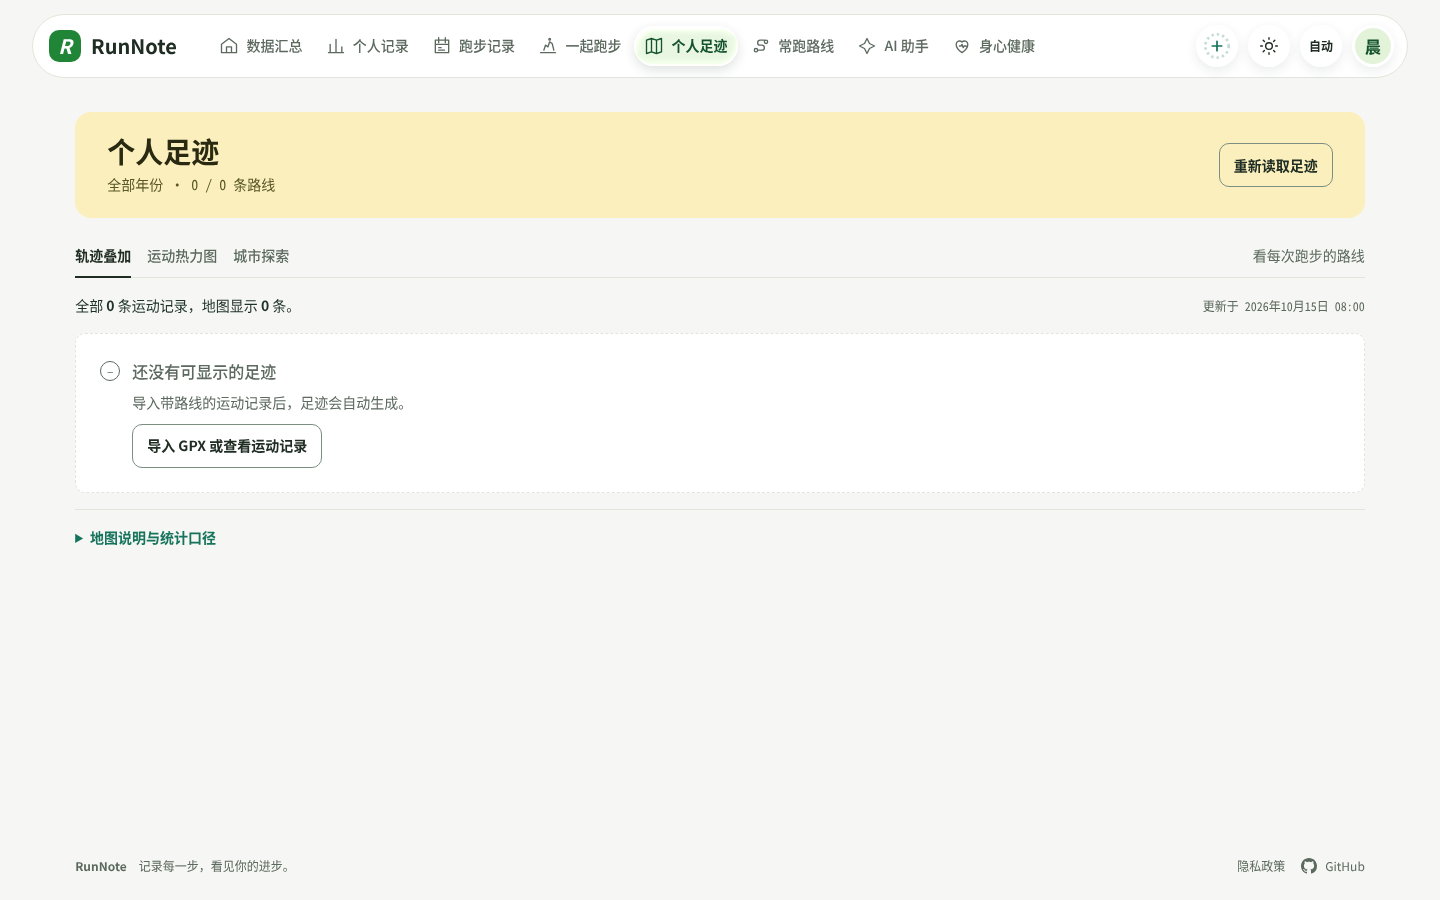 R RunNote 数据汇总 个人记录 跑步记录 一起跑步 个人足迹 常跑路线 AI 助手 身心健康 自动 晨
个人足迹
全部年份 · 0 / 0 条路线
重新读取足迹
轨迹叠加 运动热力图 城市探索 看每次跑步的路线
全部 0 条运动记录，地图显示 0 条。 更新于 2026年10月15日 08:00
还没有可显示的足迹
导入带路线的运动记录后，足迹会自动生成。
导入 GPX 或查看运动记录
地图说明与统计口径
RunNote 记录每一步，看见你的进步。 隐私政策 GitHub